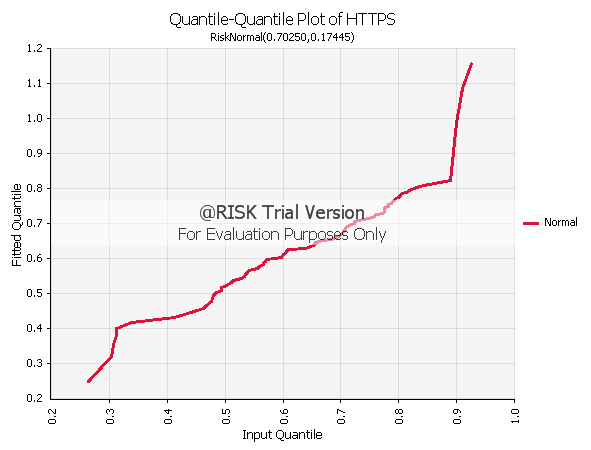 Quantile-Quantile Plot of HTTPS
RiskNormal(0.70250,0.17445)
1.2
1.1
1.0
0.9
0.8
0.7
0.6
0.5
0.4
0.3
0.2
Fitted Quantile
@RISK Trial Version
For Evaluation Purposes Only
Normal
0.2
0.3
0.4
0.5
0.6
0.7
0.8
0.9
1.0
Input Quantile